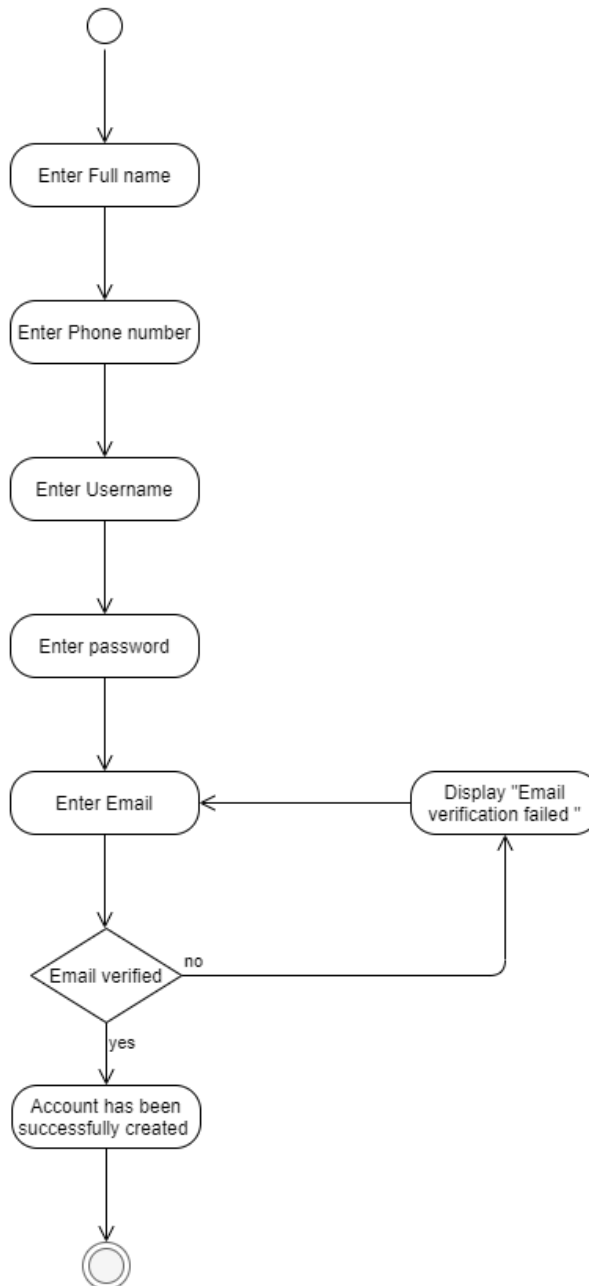 Enter Full name
Enter Phone number
Enter Username
Enter password
Enter Email
Display "Email
verification failed "
Email verified
no
yes
Account has been
successfully created